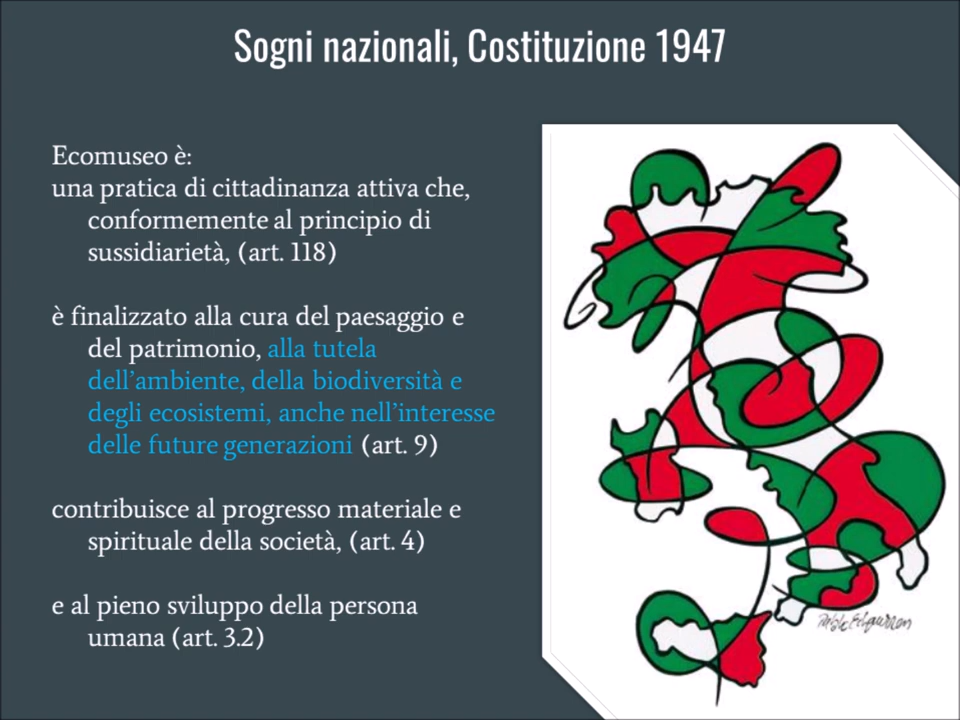 Sogni nazionali, Costituzione 1947
Ecomuseo è:
una pratica di cittadinanza attiva che,
conformemente al principio di
sussidiarietà, (art. 118)
è finalizzato alla cura del paesaggio e
del patrimonio, alla tutela
dell’ambiente, della biodiversità e
degli ecosistemi, anche nell’interesse
delle future generazioni (art. 9)
contribuisce al progresso materiale e
spirituale della società, (art. 4)
e al pieno sviluppo della persona
umana (art. 3.2)